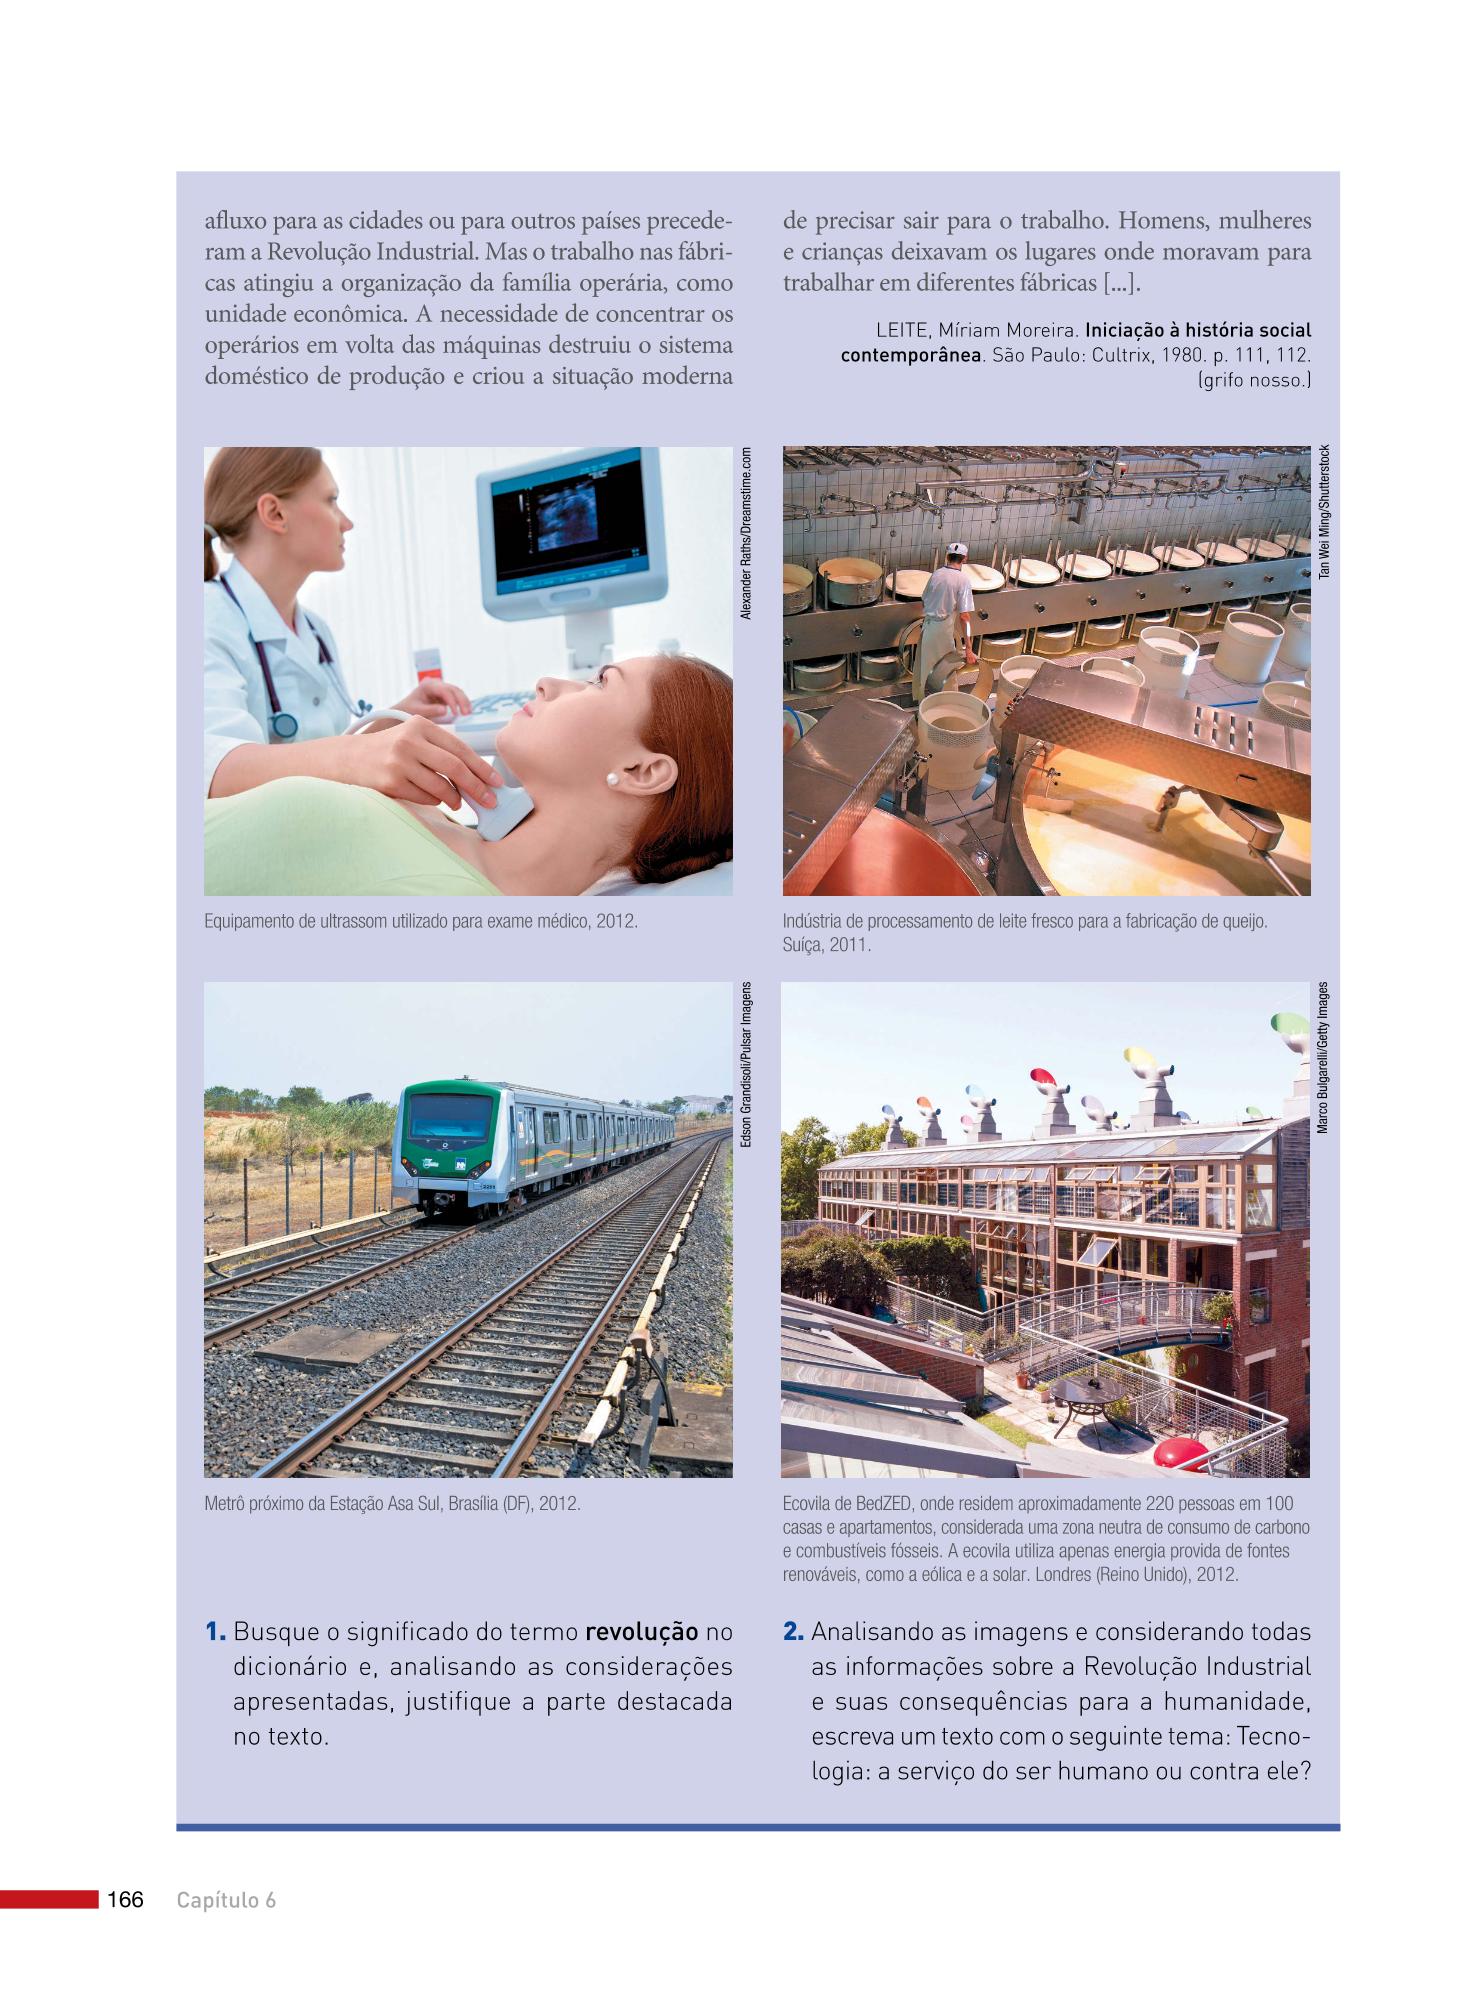 afluxo para as cidades ou para outros países precede-
ram a Revolução Industrial. Mas o trabalho nas fábri-
cas atingiu a organização da família operária, como
unidade econômica. A necessidade de concentrar os
operários em volta das máquinas destruiu o sistema
doméstico de produção e criou a situação moderna
de precisar sair para o trabalho. Homens, mulheres
e crianças deixavam os lugares onde moravam para
trabalhar em diferentes fábricas [...].
LEITE, Míriam Moreira. Iniciação à história social
contemporânea. São Paulo: Cultrix, 1980. p. 111, 112.
(grifo nosso.)
Alexander Raths/Dreamstime.com
Equipamento de ultrassom utilizado para exame médico, 2012.
Tan Wei Ming/Shutterstock
Indústria de processamento de leite fresco para a fabricação de queijo.
Suíça, 2011.
Edson Grandisoli/Pulsar Imagens
Metrô próximo da Estação Asa Sul, Brasília (DF), 2012.
Marco Bulgarelli/Getty Images
Ecovila de BedZED, onde residem aproximadamente 220 pessoas em 100
casas e apartamentos, considerada uma zona neutra de consumo de carbono
e combustíveis fósseis. A ecovila utiliza apenas energia provida de fontes
renováveis, como a eólica e a solar. Londres (Reino Unido), 2012.
1. Busque o significado do termo revolução no
dicionário e, analisando as considerações
apresentadas, justifique a parte destacada
no texto.
2. Analisando as imagens e considerando todas
as informações sobre a Revolução Industrial
e suas consequências para a humanidade,
escreva um texto com o seguinte tema: Tecno-
logia: a serviço do ser humano ou contra ele?
166 Capítulo 6